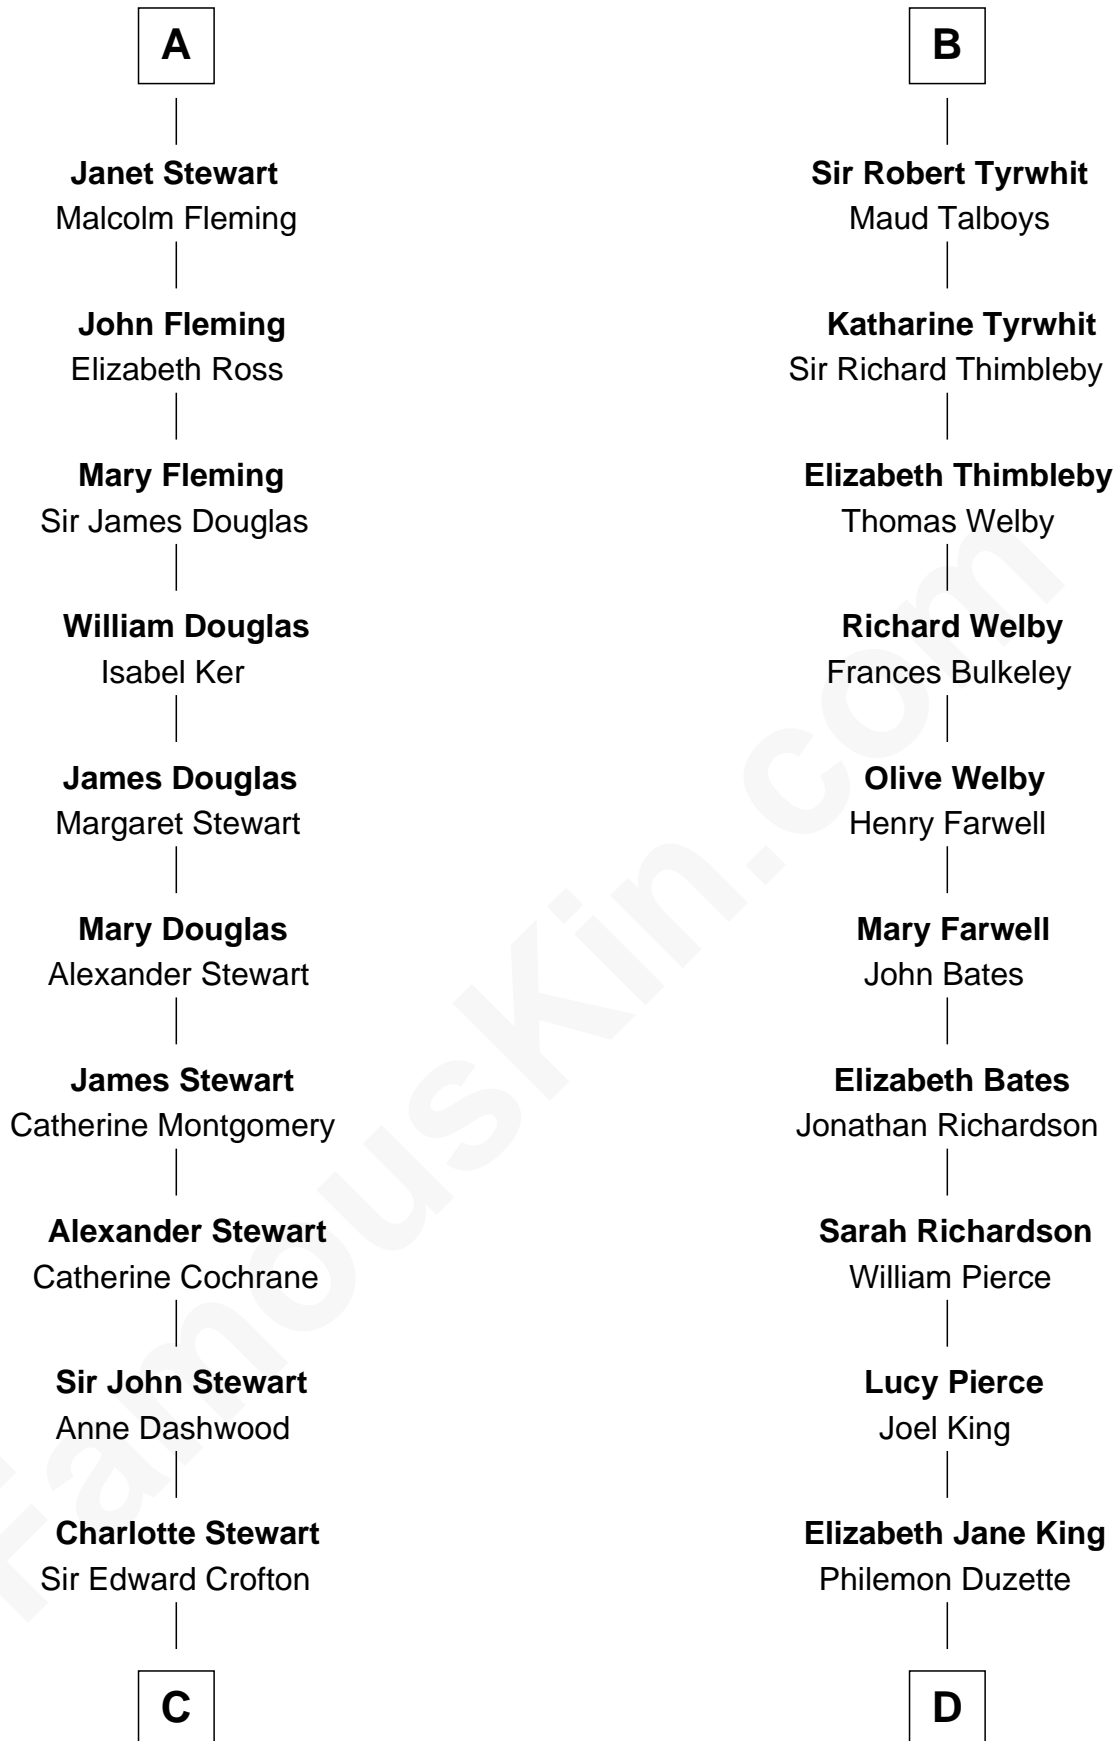 A
Janet Stewart
Malcolm Fleming
John Fleming
Elizabeth Ross
Mary Fleming
Sir James Douglas
William Douglas
Isabel Ker
James Douglas
Margaret Stewart
Mary Douglas
Alexander Stewart
James Stewart
Catherine Montgomery
Alexander Stewart
Catherine Cochrane
Sir John Stewart
Anne Dashwood
Charlotte Stewart
Sir Edward Crofton
C
B
Sir Robert Tyrwhit
Maud Talboys
Katharine Tyrwhit
Sir Richard Thimbleby
Elizabeth Thimbleby
Thomas Welby
Richard Welby
Frances Bulkeley
Olive Welby
Henry Farwell
Mary Farwell
John Bates
Elizabeth Bates
Jonathan Richardson
Sarah Richardson
William Pierce
Lucy Pierce
Joel King
Elizabeth Jane King
Philemon Duzette
D
FamousKin.com